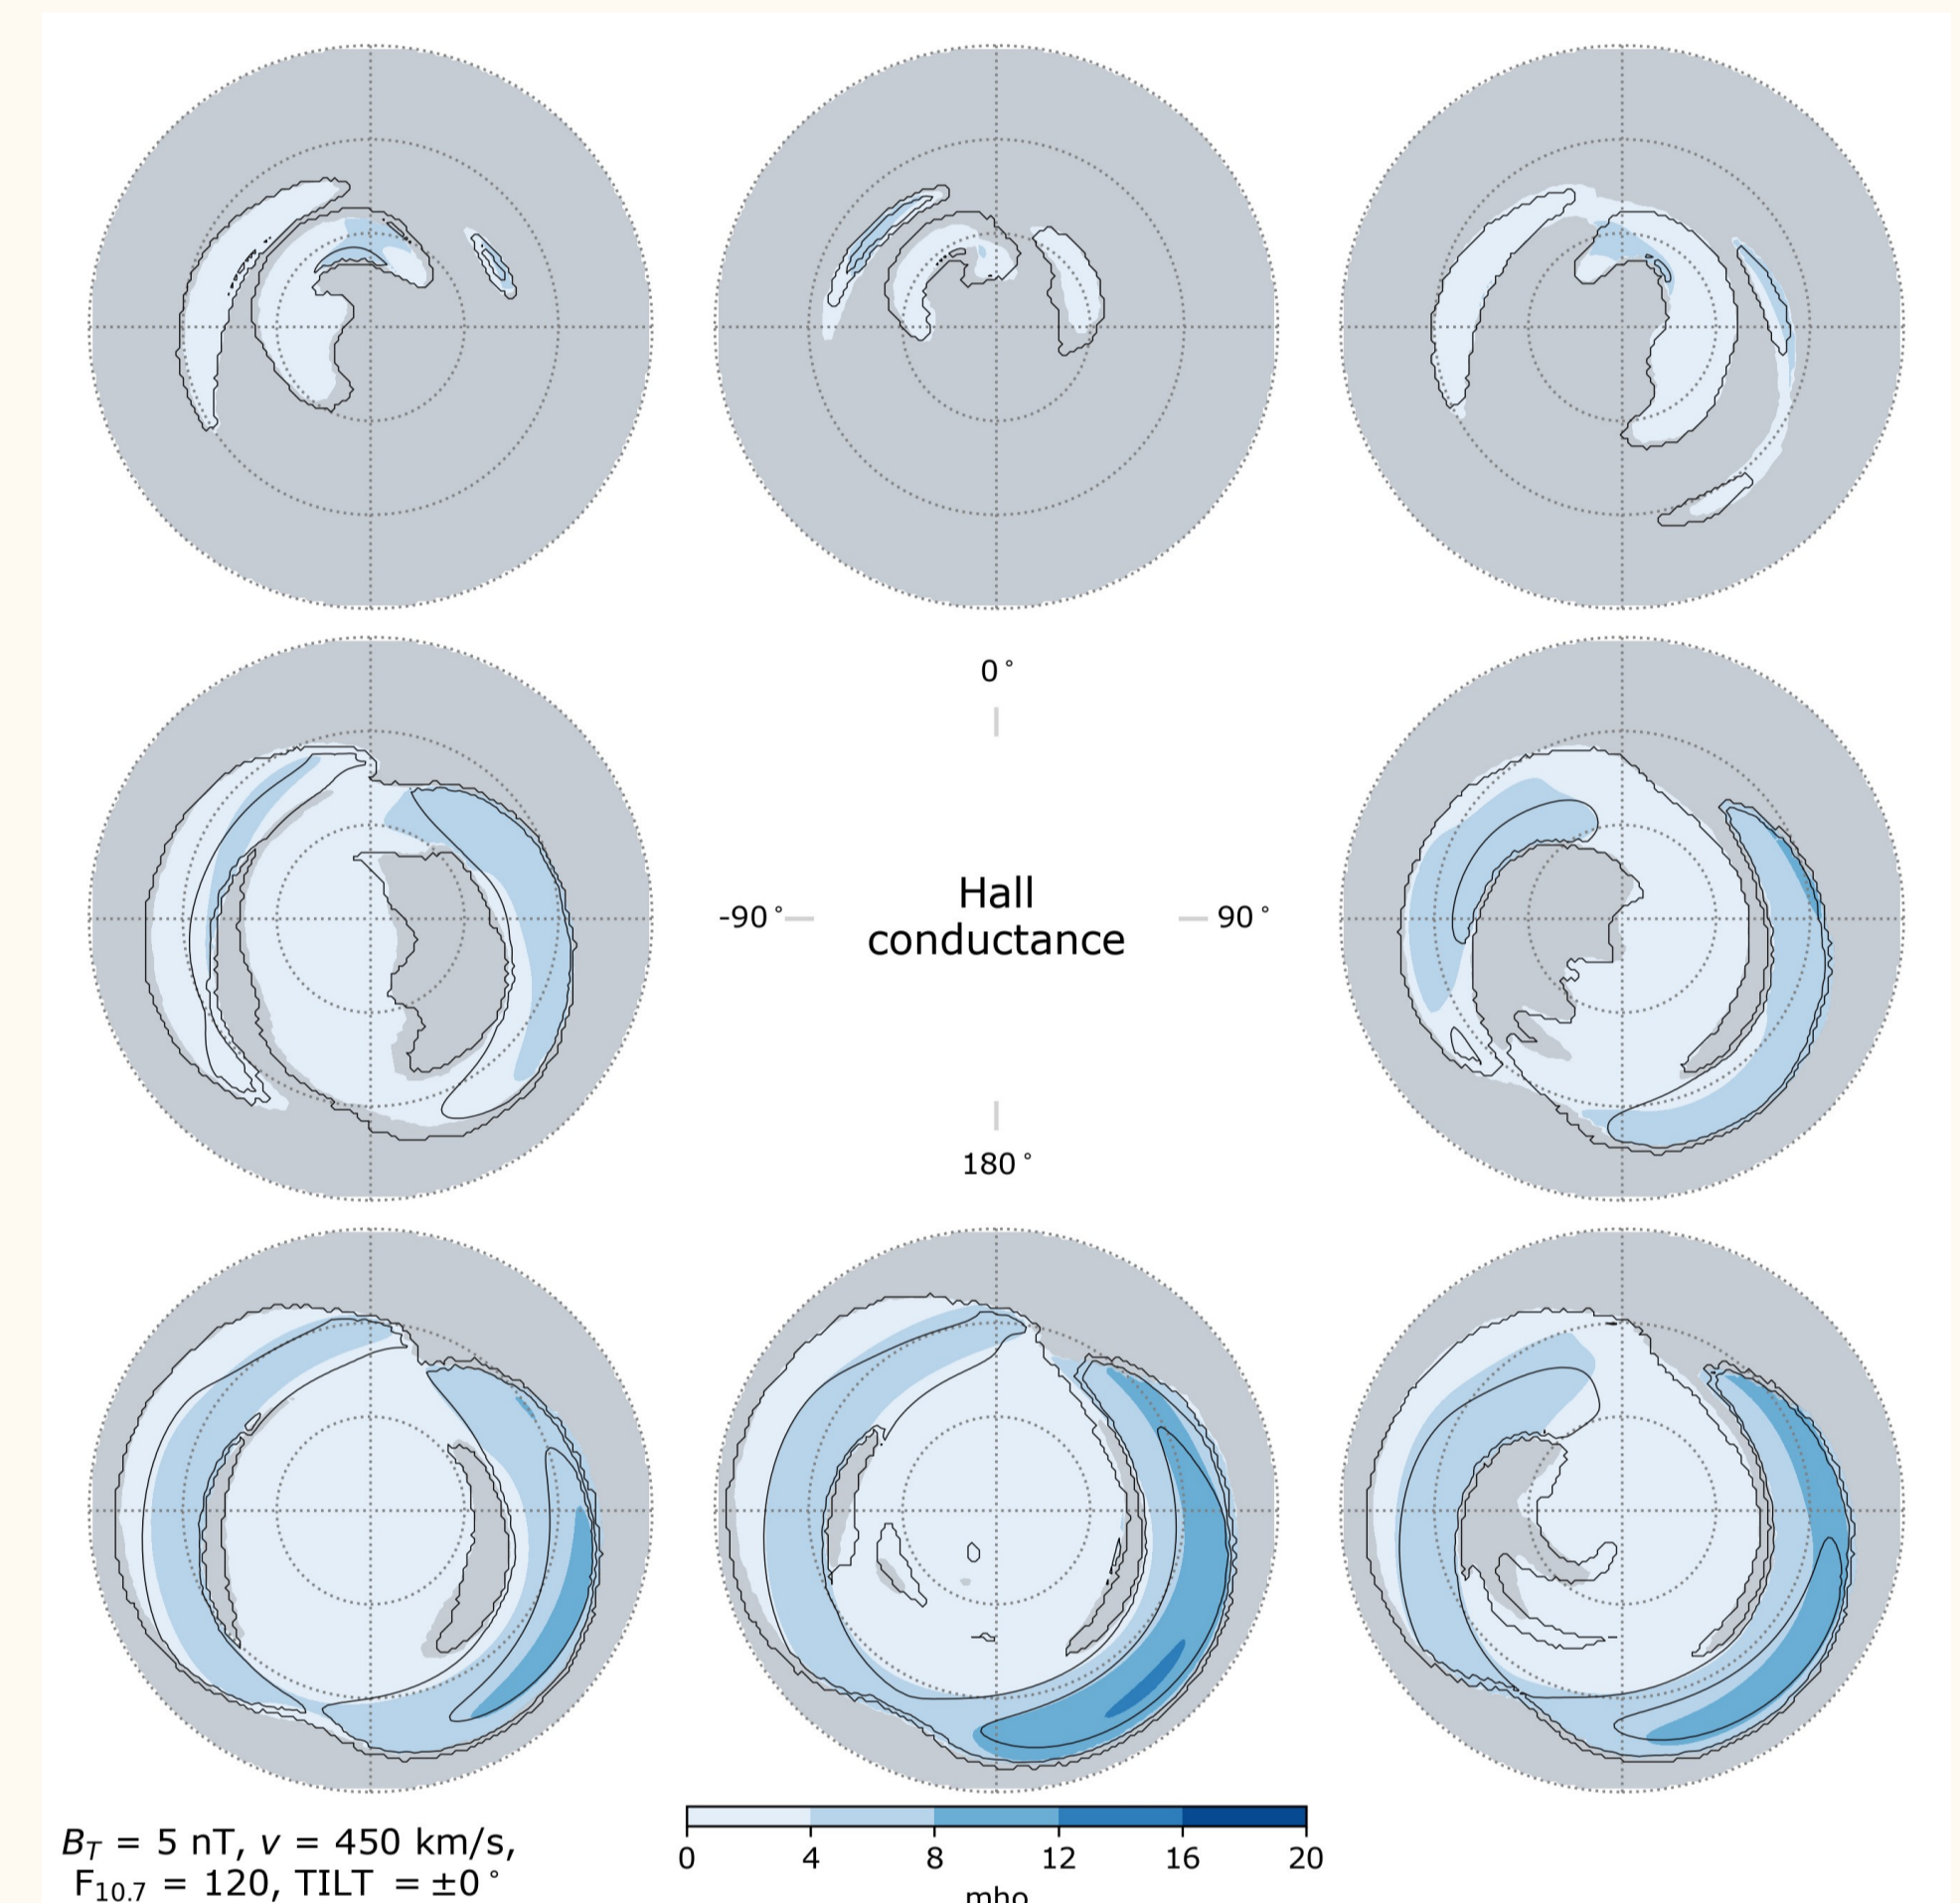 0°
Hall
conductance
-90°
90°
180°
B_T = 5 nT, v = 450 km/s,
F_10.7 = 120, TILT = ±0°
0 4 8 12 16 20
mho